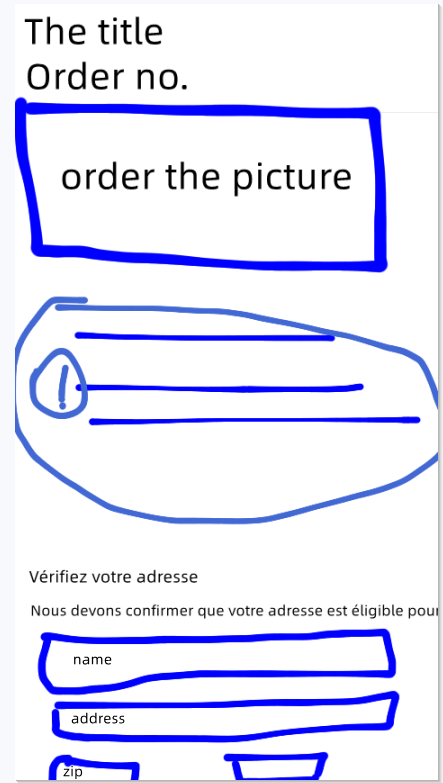 The title
Order no.
order the picture
!
Vérifiez votre adresse
Nous devons confirmer que votre adresse est éligible pour
name
address
zip